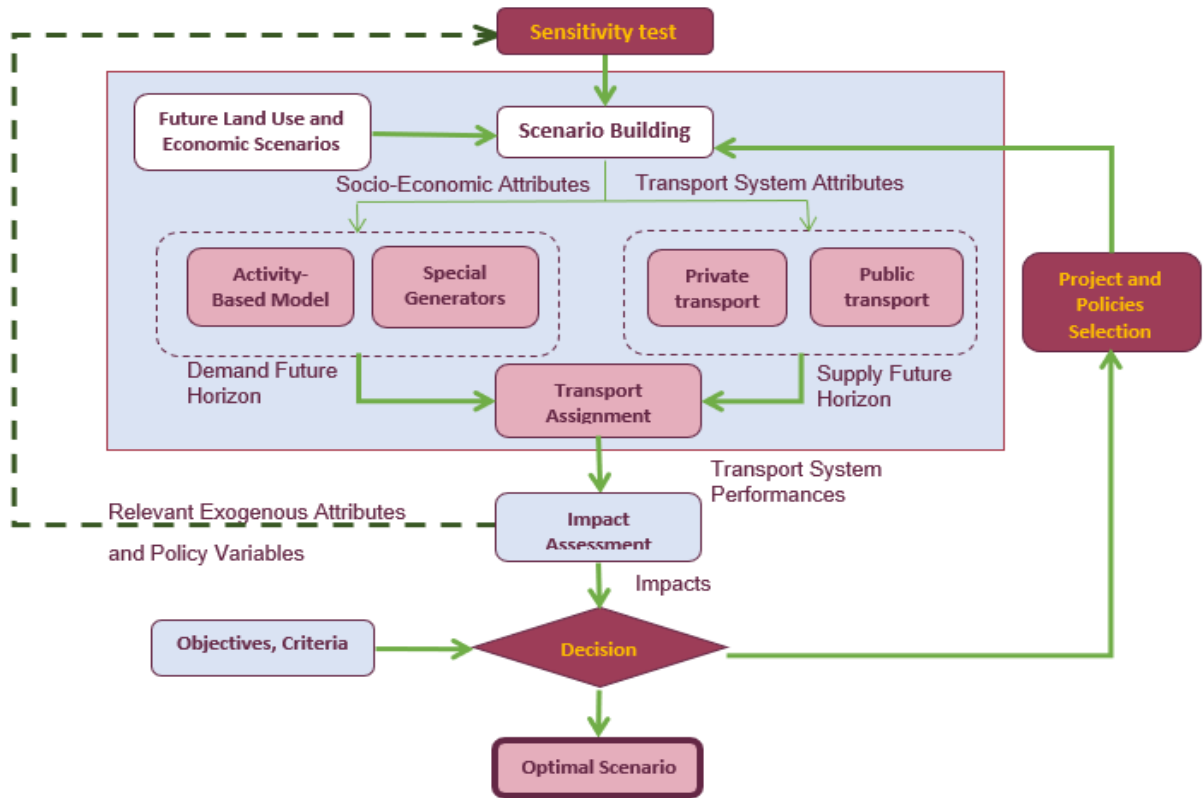 Sensitivity test
Future Land Use and
Economic Scenarios
Scenario Building
Socio-Economic Attributes
Transport System Attributes
Activity-
Based Model
Special
Generators
Private
transport
Public
transport
Project and
Policies
Selection
Demand Future
Horizon
Transport
Assignment
Supply Future
Horizon
Transport System
Performances
Relevant Exogenous Attributes
and Policy Variables
Impact
Assessment
Impacts
Objectives, Criteria
Decision
Optimal Scenario